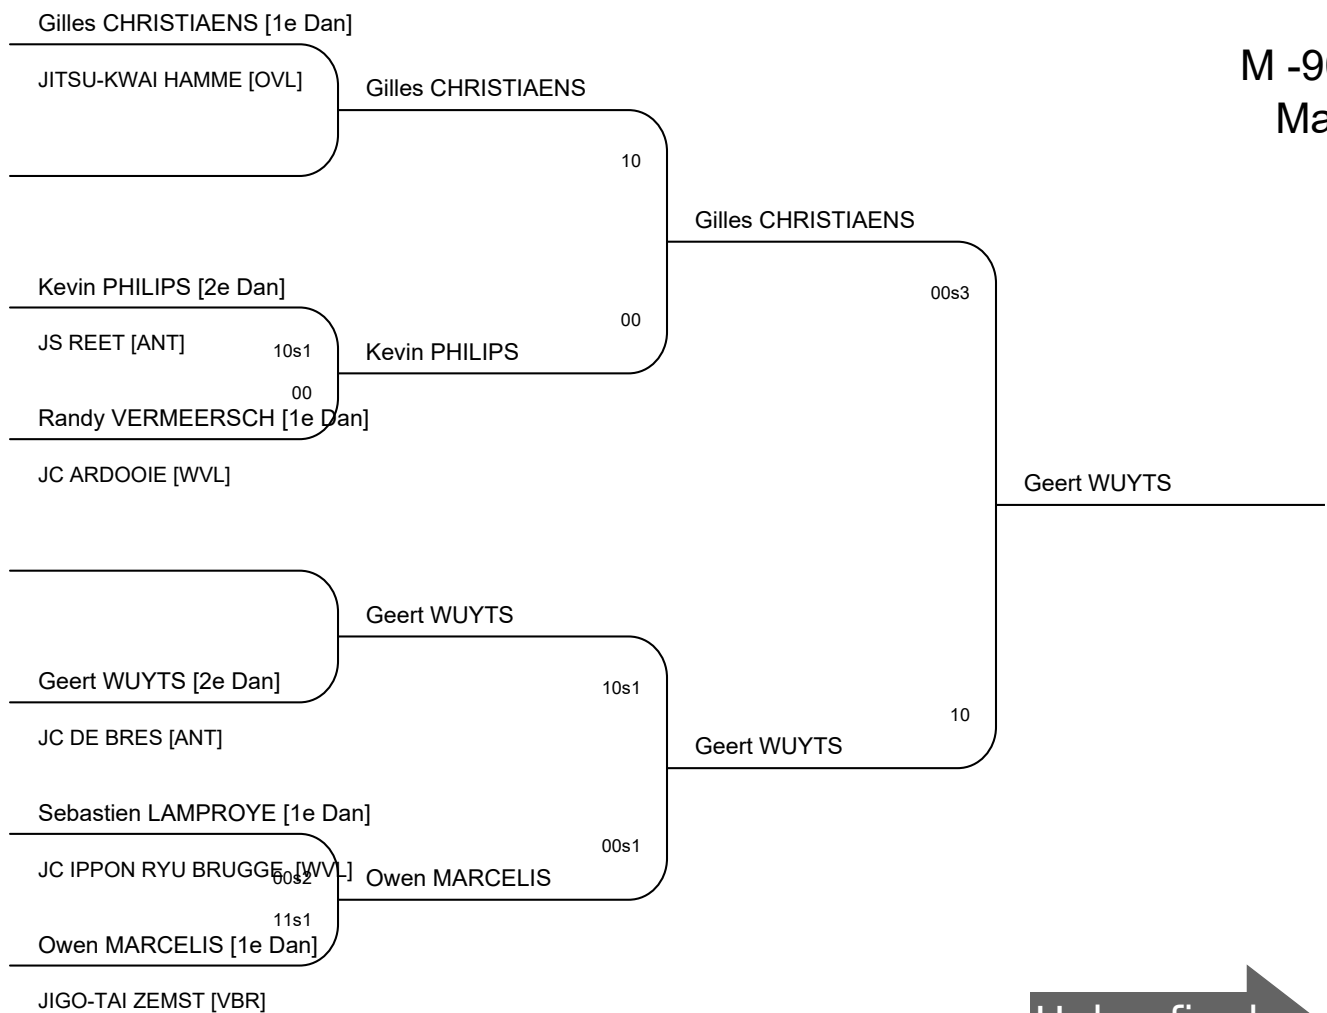 Gilles CHRISTIAENS [1e Dan]
JITSU-KWAI HAMME [OVL]
Gilles CHRISTIAENS
M -9
Ma
10
Gilles CHRISTIAENS
Kevin PHILIPS [2e Dan]
00s3
00
JS REET [ANT]
10s1
Kevin PHILIPS
00
Randy VERMEERSCH [1e Dan]
JC ARDOOIE [WVL]
Geert WUYTS
Geert WUYTS
Geert WUYTS [2e Dan]
10s1
10
JC DE BRES [ANT]
Geert WUYTS
Sebastien LAMPROYE [1e Dan]
00s1
JC IPPON RYU BRUGGE [WVL]
00s2
Owen MARCELIS
11s1
Owen MARCELIS [1e Dan]
JIGO-TAI ZEMST [VBR]